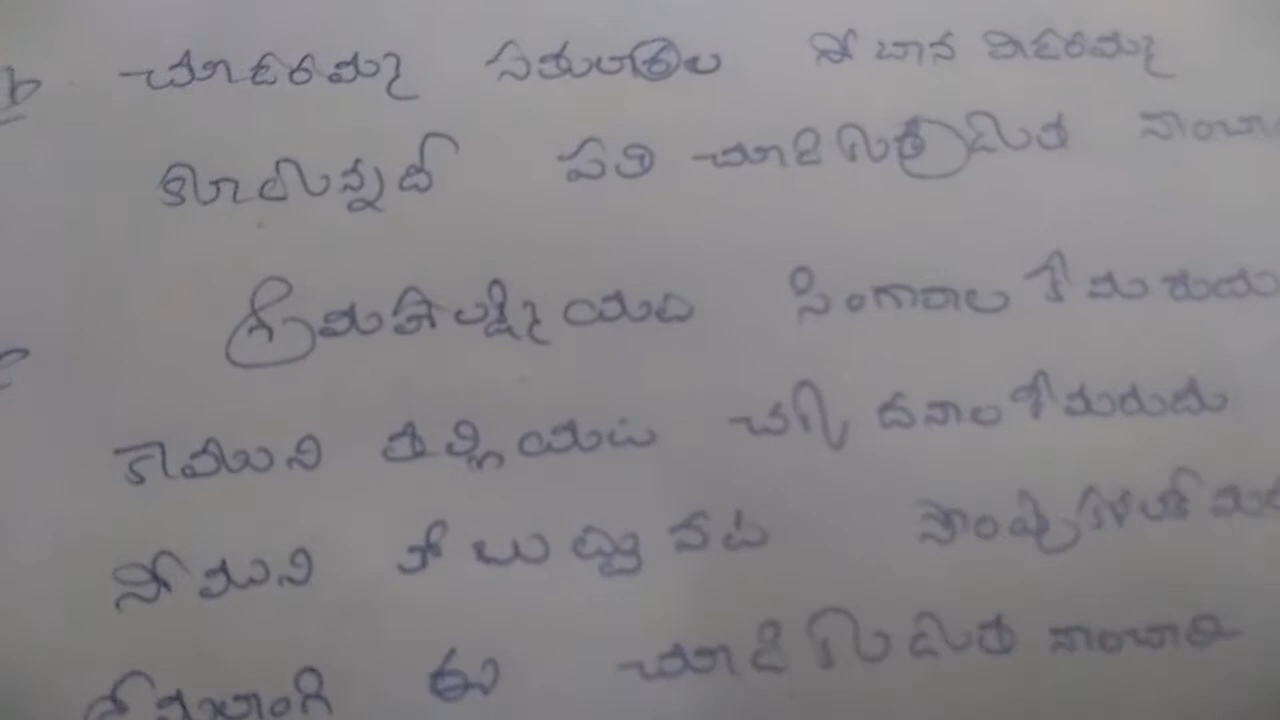 చూడరమ్మ సతులాల సోబాన పాడరమ్మ
కూడున్నది పతి చూడి కుడుత నాంచా
శ్రీమహాలక్ష్మియట సింగారాలకే మరుదు
కాముని తల్లియట చక్కదనాలకే మరుదు
సోముని తోబుట్టువట సొంపుకళలకే మరు
కోమలాంగి ఈ చూడి కుడుత నాంచారి